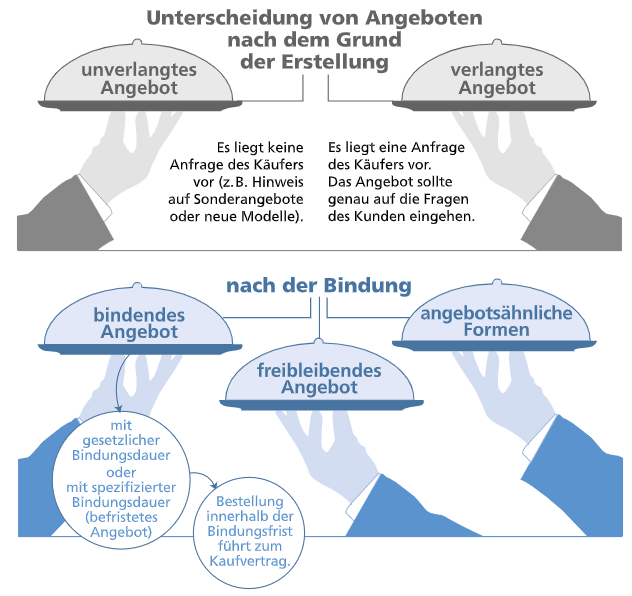 Unterscheidung von Angeboten
nach dem Grund
der Erstellung
unverlangtes
Angebot
verlangtes
Angebot
Es liegt keine
Anfrage des Käufers
vor (z. B. Hinweis
auf Sonderangebote
oder neue Modelle).
Es liegt eine Anfrage
des Käufers vor.
Das Angebot sollte
genau auf die Fragen
des Kunden eingehen.
nach der Bindung
bindendes
Angebot
freibleibendes
Angebot
angebotsähnliche
Formen
mit
gesetzlicher
Bindungsdauer
oder
mit spezifizierter
Bindungsdauer
(befristetes
Angebot)
Bestellung
innerhalb der
Bindungsfrist
führt zum
Kaufvertrag.